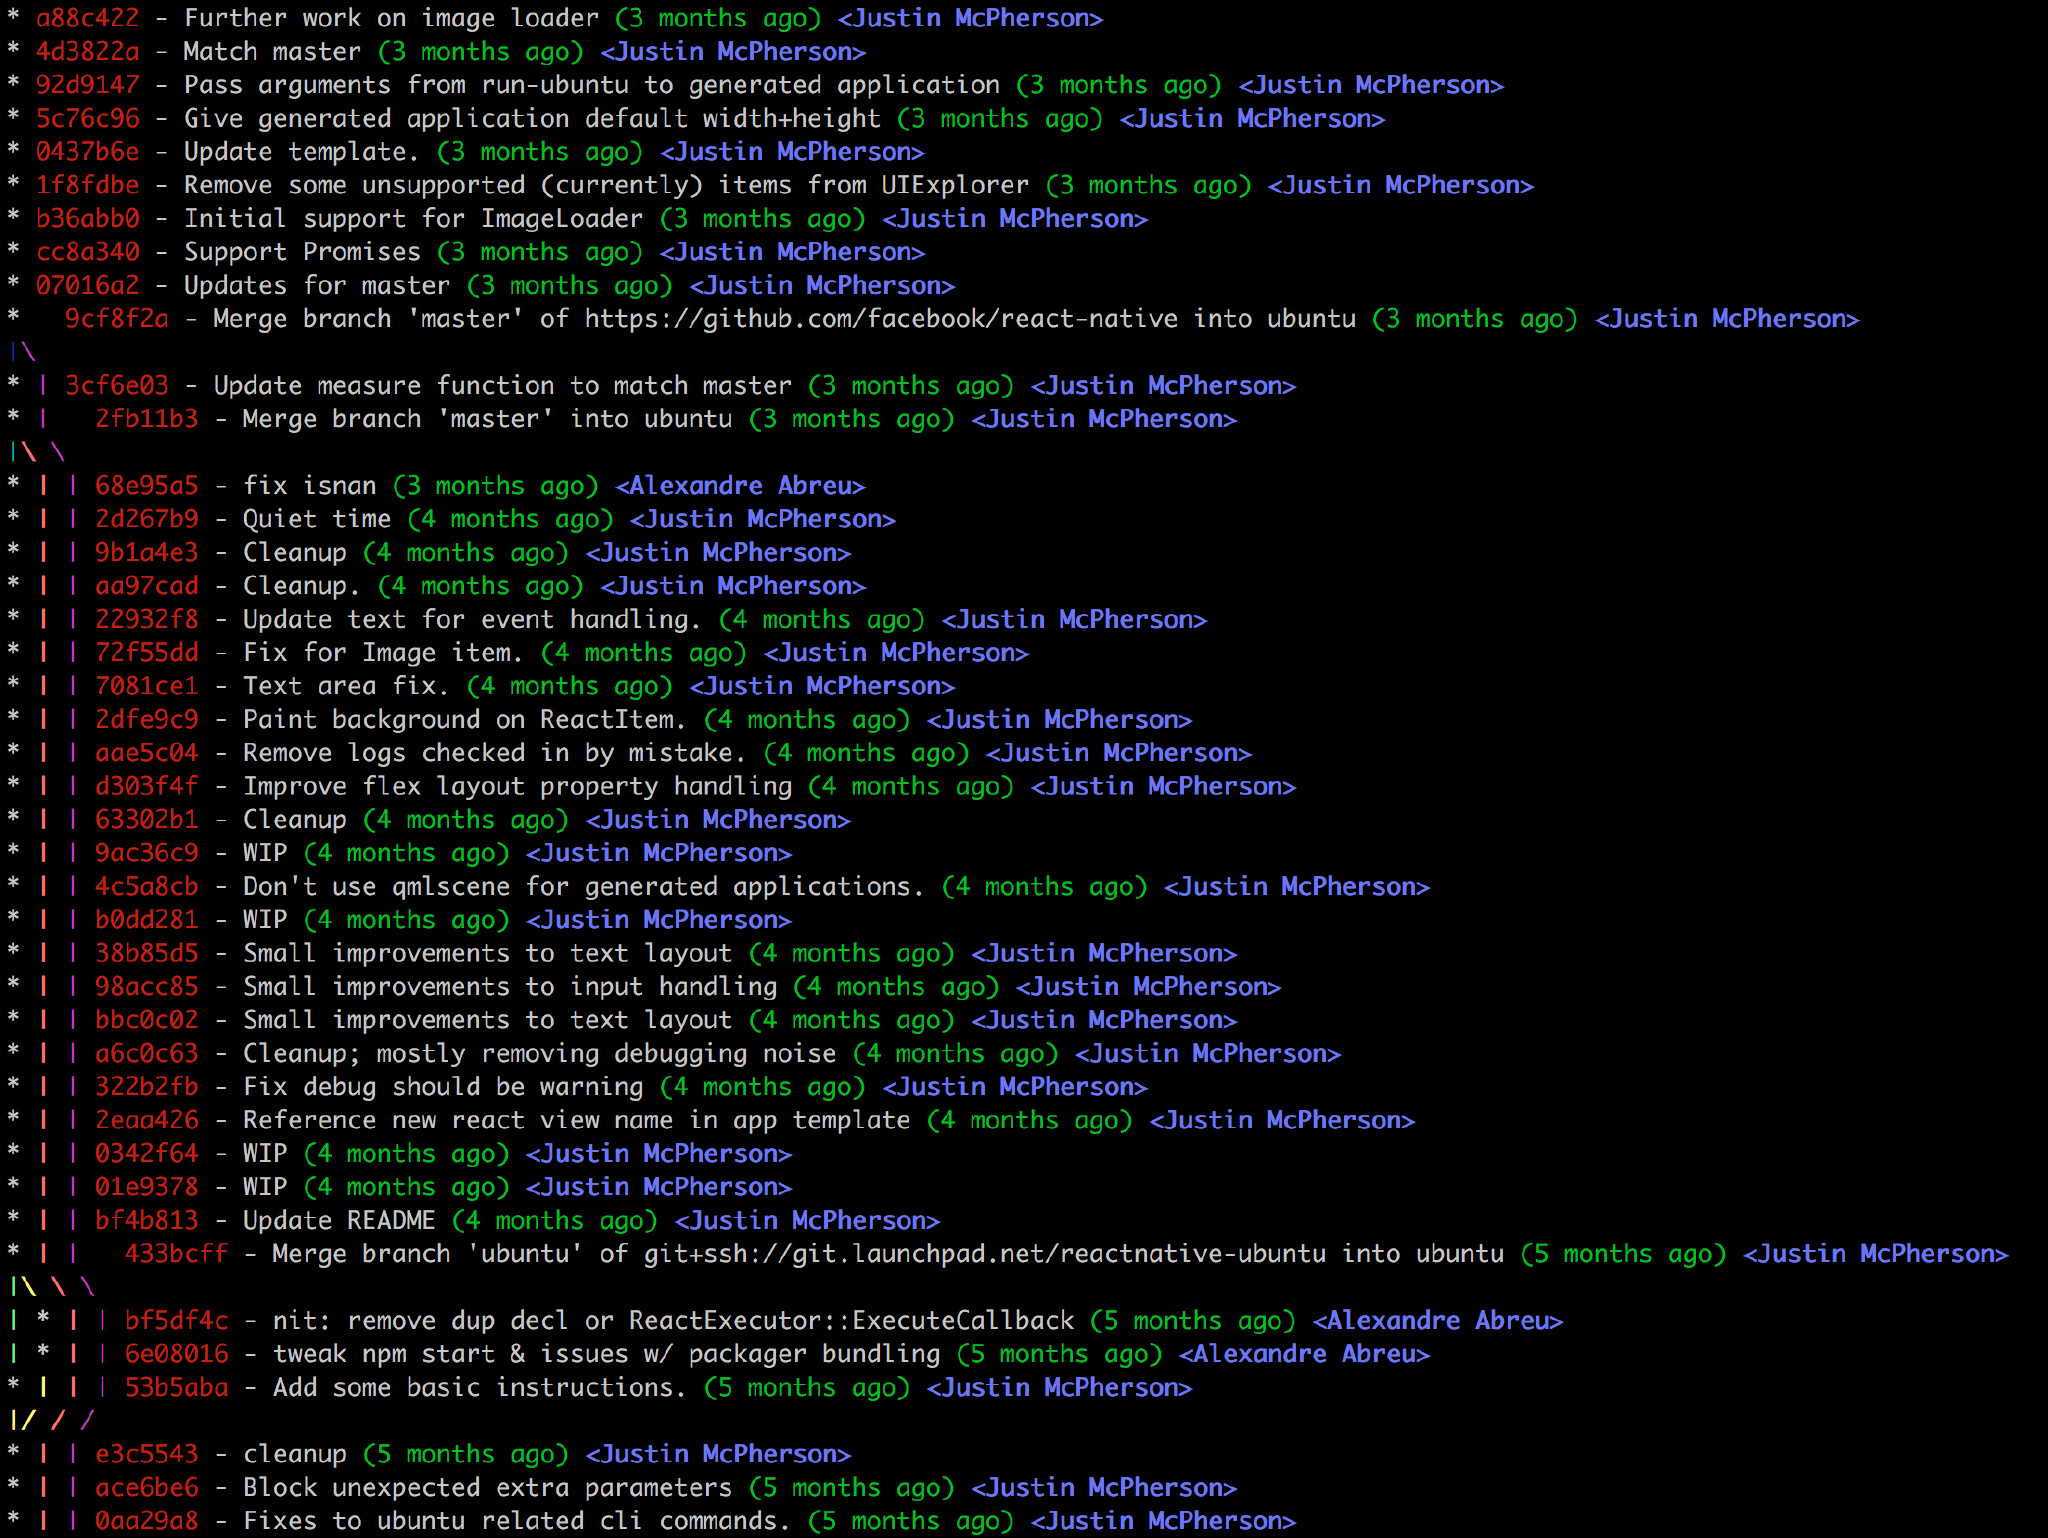 * a88c422 - Further work on image loader (3 months ago) <Justin McPherson>
* 4d3822a - Match master (3 months ago) <Justin McPherson>
* 92d9147 - Pass arguments from run-ubuntu to generated application (3 months ago) <Justin McPherson>
* 5c76c96 - Give generated application default width+height (3 months ago) <Justin McPherson>
* 0437b6e - Update template. (3 months ago) <Justin McPherson>
* 1f8fdbe - Remove some unsupported (currently) items from UIExplorer (3 months ago) <Justin McPherson>
* b36abb0 - Initial support for ImageLoader (3 months ago) <Justin McPherson>
* cc8a340 - Support Promises (3 months ago) <Justin McPherson>
* 07016a2 - Updates for master (3 months ago) <Justin McPherson>
*   9cf8f2a - Merge branch 'master' of https://github.com/facebook/react-native into ubuntu (3 months ago) <Justin McPherson>
|\
* | 3cf6e03 - Update measure function to match master (3 months ago) <Justin McPherson>
* |   2fb11b3 - Merge branch 'master' into ubuntu (3 months ago) <Justin McPherson>
|\ \
* | | 68e95a5 - fix isnan (3 months ago) <Alexandre Abreu>
* | | 2d267b9 - Quiet time (4 months ago) <Justin McPherson>
* | | 9b1a4e3 - Cleanup (4 months ago) <Justin McPherson>
* | | aa97cad - Cleanup. (4 months ago) <Justin McPherson>
* | | 22932f8 - Update text for event handling. (4 months ago) <Justin McPherson>
* | | 72f55dd - Fix for Image item. (4 months ago) <Justin McPherson>
* | | 7081ce1 - Text area fix. (4 months ago) <Justin McPherson>
* | | 2dfe9c9 - Paint background on ReactItem. (4 months ago) <Justin McPherson>
* | | aae5c04 - Remove logs checked in by mistake. (4 months ago) <Justin McPherson>
* | | d303f4f - Improve flex layout property handling (4 months ago) <Justin McPherson>
* | | 63302b1 - Cleanup (4 months ago) <Justin McPherson>
* | | 9ac36c9 - WIP (4 months ago) <Justin McPherson>
* | | 4c5a8cb - Don't use qmlscene for generated applications. (4 months ago) <Justin McPherson>
* | | b0dd281 - WIP (4 months ago) <Justin McPherson>
* | | 38b85d5 - Small improvements to text layout (4 months ago) <Justin McPherson>
* | | 98acc85 - Small improvements to input handling (4 months ago) <Justin McPherson>
* | | bbc0c02 - Small improvements to text layout (4 months ago) <Justin McPherson>
* | | a6c0c63 - Cleanup; mostly removing debugging noise (4 months ago) <Justin McPherson>
* | | 322b2fb - Fix debug should be warning (4 months ago) <Justin McPherson>
* | | 2eaa426 - Reference new react view name in app template (4 months ago) <Justin McPherson>
* | | 0342f64 - WIP (4 months ago) <Justin McPherson>
* | | 01e9378 - WIP (4 months ago) <Justin McPherson>
* | | bf4b813 - Update README (4 months ago) <Justin McPherson>
* | |   433bcff - Merge branch 'ubuntu' of git+ssh://git.launchpad.net/reactnative-ubuntu into ubuntu (5 months ago) <Justin McPherson>
|\ \ \
| * | | bf5df4c - nit: remove dup decl or ReactExecutor::ExecuteCallback (5 months ago) <Alexandre Abreu>
| * | | 6e08016 - tweak npm start & issues w/ packager bundling (5 months ago) <Alexandre Abreu>
* | | | 53b5aba - Add some basic instructions. (5 months ago) <Justin McPherson>
|/ / /
* | | e3c5543 - cleanup (5 months ago) <Justin McPherson>
* | | ace6be6 - Block unexpected extra parameters (5 months ago) <Justin McPherson>
* | | 0aa29a8 - Fixes to ubuntu related cli commands. (5 months ago) <Justin McPherson>